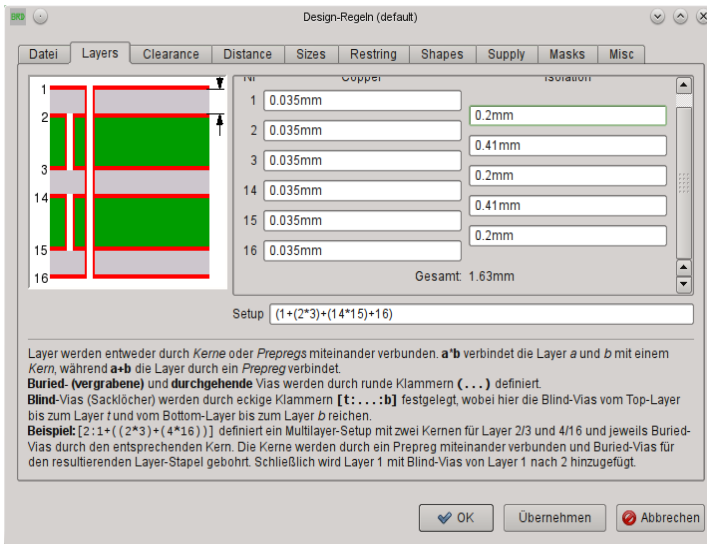 BRD
Design-Regeln (default)
Datei Layers Clearance Distance Sizes Restring Shapes Supply Masks Misc
Nr Copper Isolation
1 0.035mm
0.2mm
2 0.035mm
0.41mm
3 0.035mm
0.2mm
14 0.035mm
0.41mm
15 0.035mm
0.2mm
16 0.035mm
Gesamt: 1.63mm
1
2
3
14
15
16
Setup (1+(2*3)+(14*15)+16)
Layer werden entweder durch Kerne oder Prepregs miteinander verbunden. a*b verbindet die Layer a und b mit einem
Kern, während a+b die Layer durch ein Prepreg verbindet.
Buried- (vergrabene) und durchgehende Vias werden durch runde Klammern (...) definiert.
Blind-Vias (Sacklöcher) werden durch eckige Klammern [t:...:b] festgelegt, wobei hier die Blind-Vias vom Top-Layer
bis zum Layer t und vom Bottom-Layer bis zum Layer b reichen.
Beispiel: [2:1+((2*3)+(4*16))] definiert ein Multilayer-Setup mit zwei Kernen für Layer 2/3 und 4/16 und jeweils Buried-
Vias durch den entsprechenden Kern. Die Kerne werden durch ein Prepreg miteinander verbunden und Buried-Vias für
den resultierenden Layer-Stapel gebohrt. Schließlich wird Layer 1 mit Blind-Vias von Layer 1 nach 2 hinzugefügt.
OK Übernehmen Abbrechen